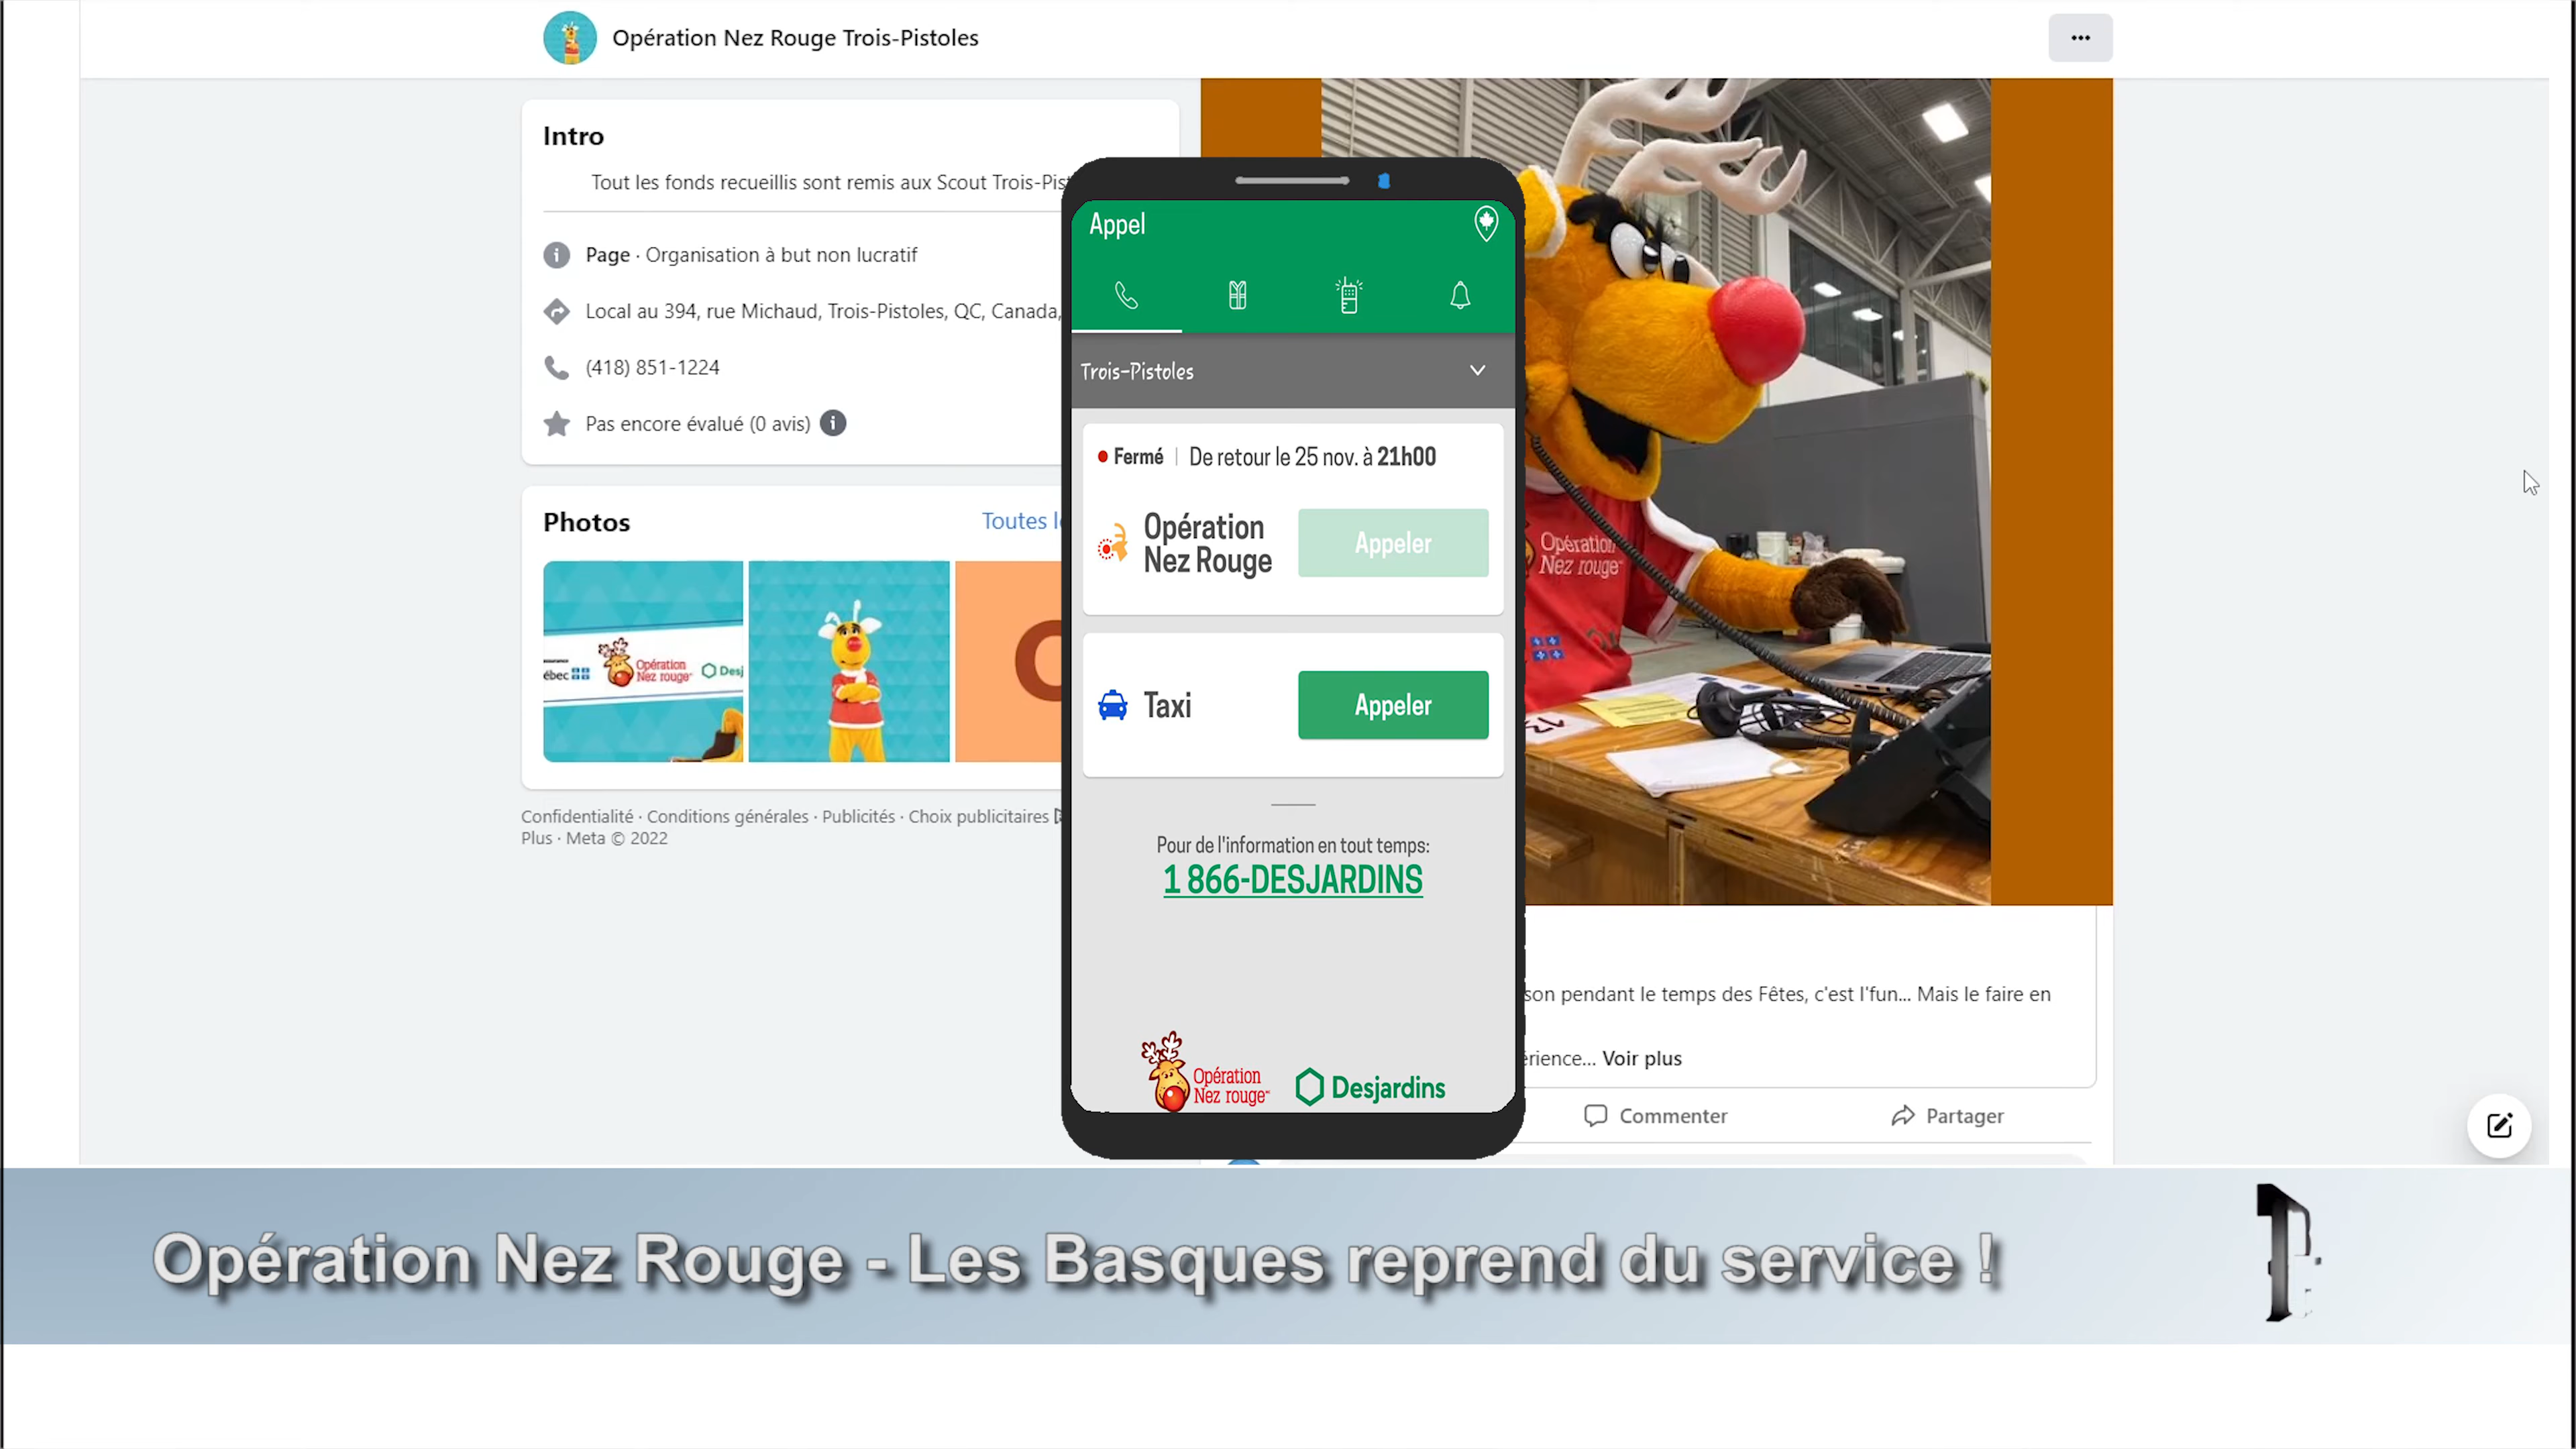 Opération Nez Rouge Trois-Pistoles
Intro
Tout les fonds recueillis sont remis aux Scout
Page · Organisation à but non lucratif
Local au 394, rue Michaud, Trois-Pistoles, QC, Canada,
(418) 851-1224
Pas encore évalué (0 avis)
Photos
Toutes
Opération
Nez rouge
Confidentialité · Conditions générales · Publicités · Choix publicitaires
Plus · Meta © 2022
Appel
Trois-Pistoles
Fermé | De retour le 25 nov. à 21h00
Opération
Nez Rouge
Appeler
Taxi
Appeler
Pour de l'information en tout temps:
1 866-DESJARDINS
Opération
Nez rouge
Desjardins
Opération
Nez rouge
pendant le temps des Fêtes, c'est l'fun... Mais le faire en
Voir plus
Commenter
Partager
Opération Nez Rouge - Les Basques reprend du service !